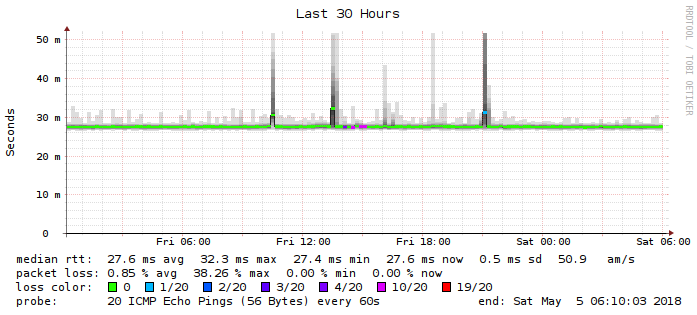 Last 30 Hours
RRDTOOL / TOBI OETIKER
Seconds
50 m
40 m
30 m
20 m
10 m
0
Fri 06:00 Fri 12:00 Fri 18:00 Sat 00:00 Sat 06:00
median rtt: 27.6 ms avg 32.3 ms max 27.4 ms min 27.6 ms now 0.5 ms sd 50.9 am/s
packet loss: 0.85 % avg 38.26 % max 0.00 % min 0.00 % now
loss color: 0 1/20 2/20 3/20 4/20 10/20 19/20
probe: 20 ICMP Echo Pings (56 Bytes) every 60s end: Sat May 5 06:10:03 2018